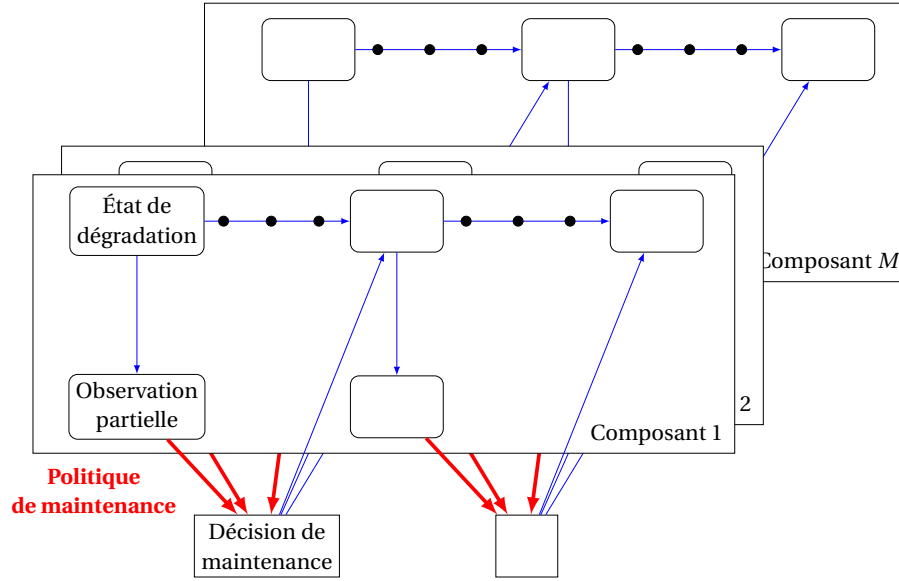 État de
dégradation
Composant M
Observation
partielle
2
Composant 1
Politique
de maintenance
Décision de
maintenance